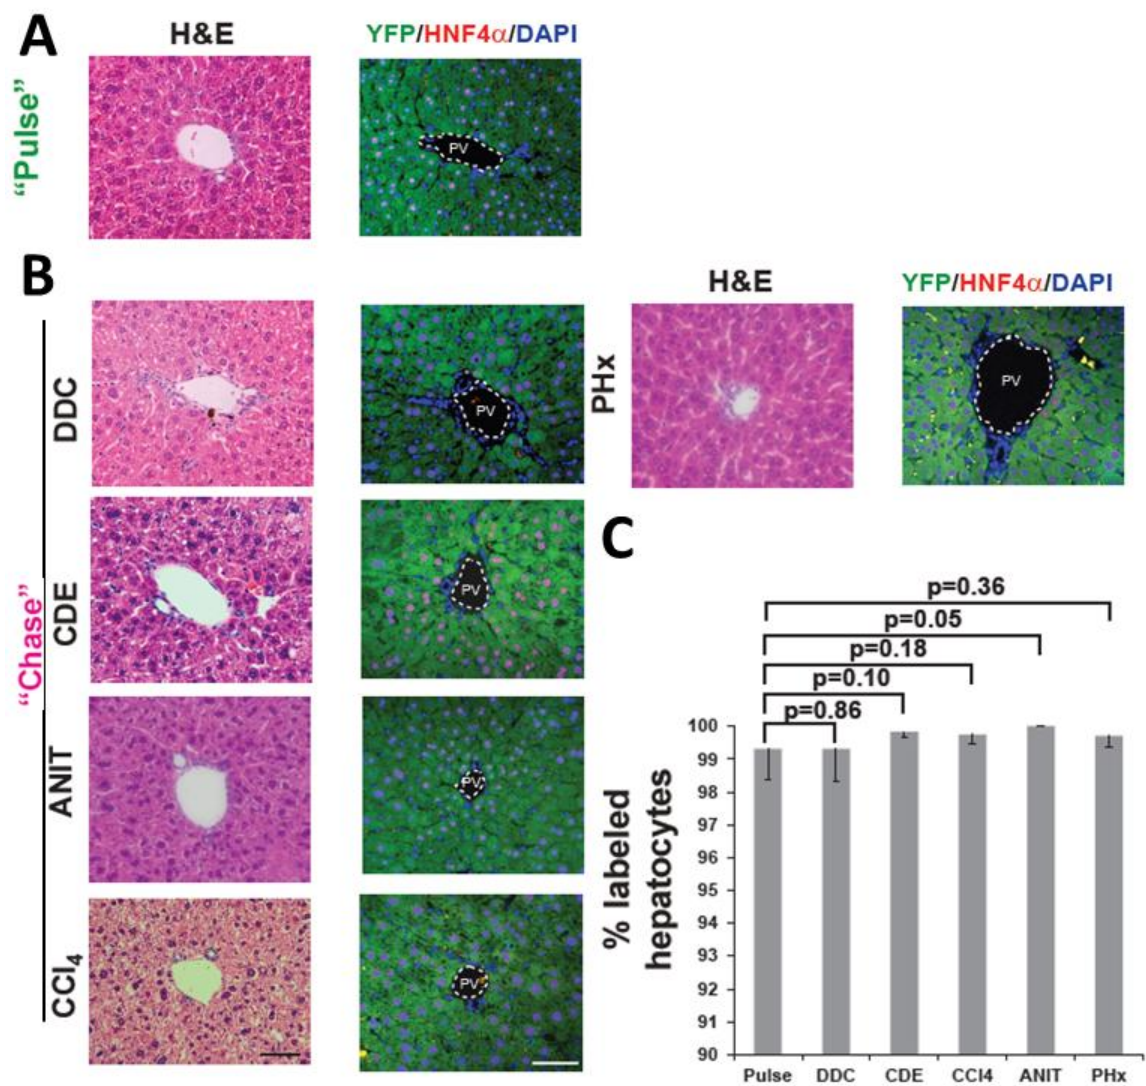 A
H&E
YFP/HNF4α/DAPI
“Pulse”
PV
B
“Chase”
DDC
PV
CDE
PV
ANIT
PV
CCl4
PV
H&E
YFP/HNF4α/DAPI
PHx
PV
C
p=0.36
p=0.05
p=0.18
p=0.10
p=0.86
% labeled
hepatocytes
100
99
98
97
96
95
94
93
92
91
90
Pulse DDC CDE CCl4 ANIT PHx